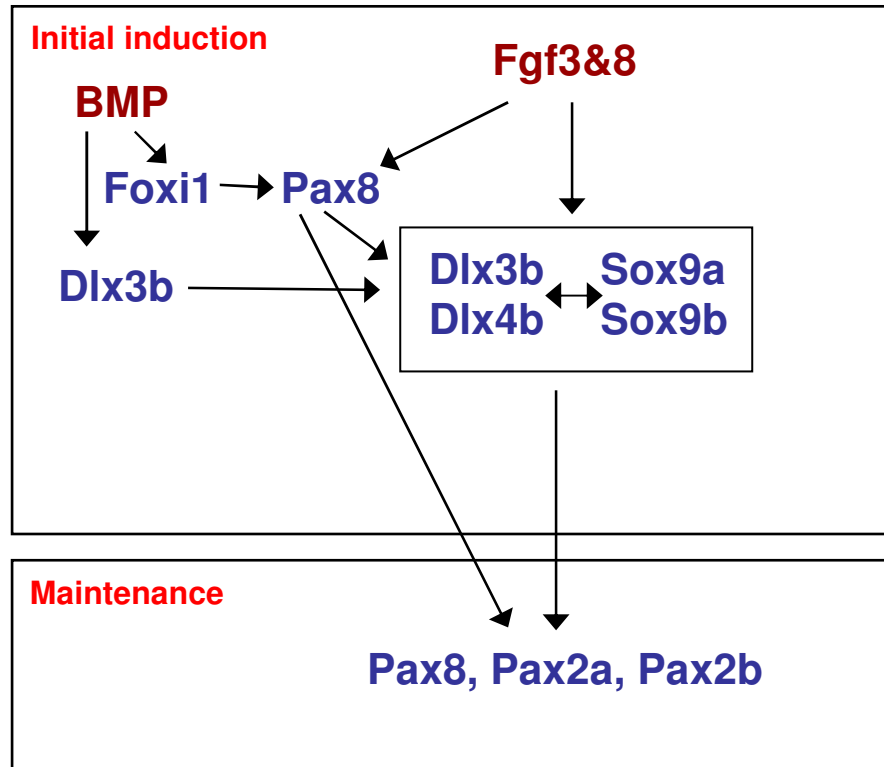 Initial induction
Fgf3&8
BMP
Foxi1
Pax8
Dlx3b
Dlx3b
Sox9a
Dlx4b
Sox9b
Maintenance
Pax8, Pax2a, Pax2b